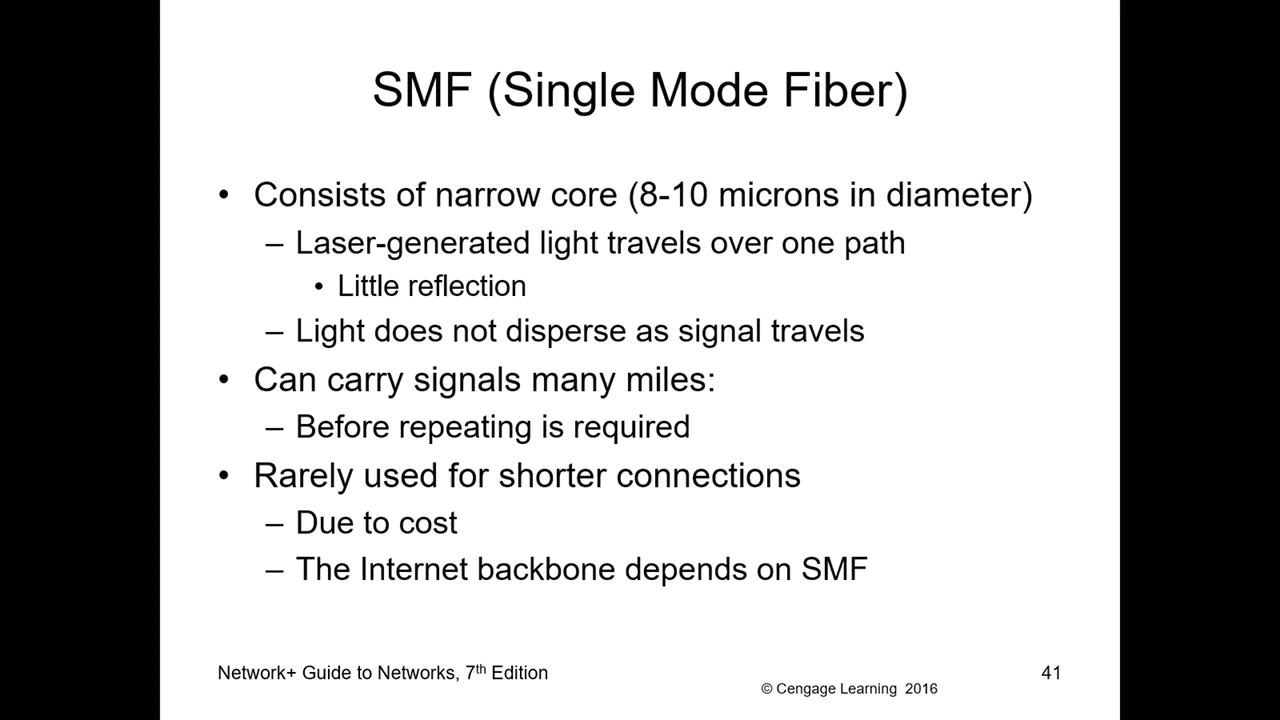 SMF (Single Mode Fiber)
• Consists of narrow core (8-10 microns in diameter)
– Laser-generated light travels over one path
• Little reflection
– Light does not disperse as signal travels
• Can carry signals many miles:
– Before repeating is required
• Rarely used for shorter connections
– Due to cost
– The Internet backbone depends on SMF
Network+ Guide to Networks, 7th Edition
41
© Cengage Learning 2016